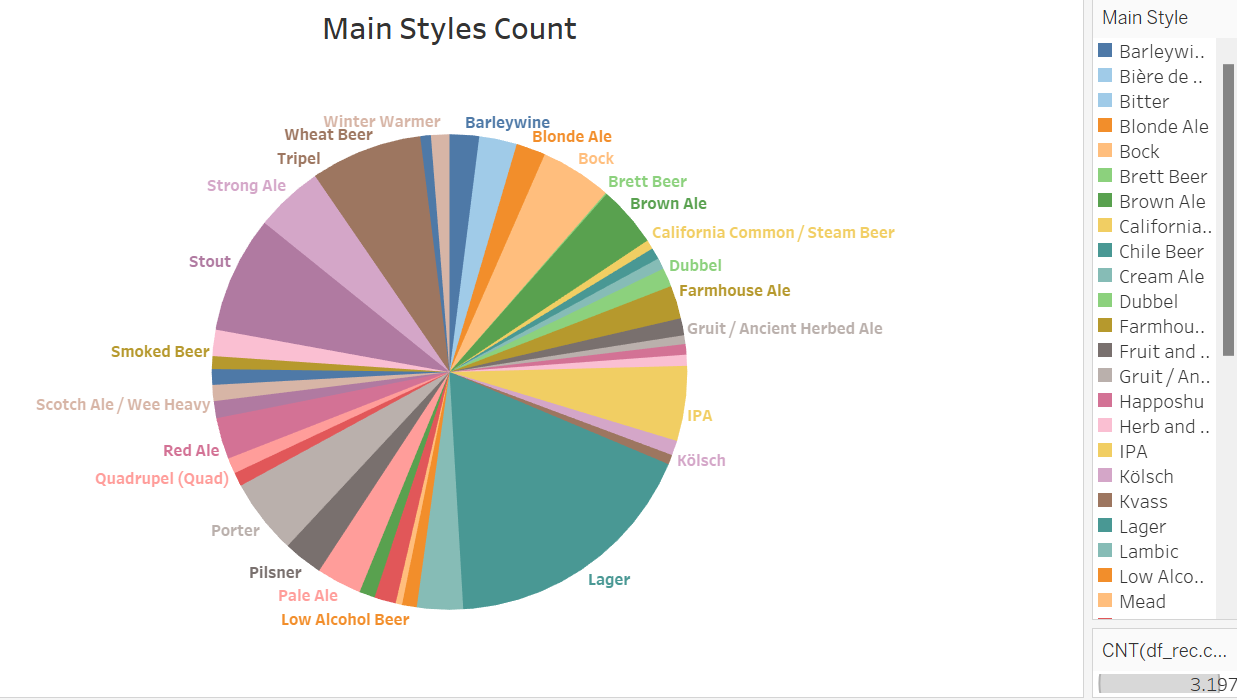 Main Styles Count
Winter Warmer
Wheat Beer
Tripel
Strong Ale
Stout
Smoked Beer
Scotch Ale / Wee Heavy
Red Ale
Quadrupel (Quad)
Porter
Pilsner
Pale Ale
Low Alcohol Beer
Barleywine
Blonde Ale
Bock
Brett Beer
Brown Ale
California Common / Steam Beer
Dubbel
Farmhouse Ale
Gruit / Ancient Herbed Ale
IPA
Kölsch
Lager
Main Style
Barleywi..
Bière de ..
Bitter
Blonde Ale
Bock
Brett Beer
Brown Ale
California..
Chile Beer
Cream Ale
Dubbel
Farmhou..
Fruit and ..
Gruit / An..
Happoshu
Herb and ..
IPA
Kölsch
Kvass
Lager
Lambic
Low Alco..
Mead
CNT(df_rec.c...
3.197